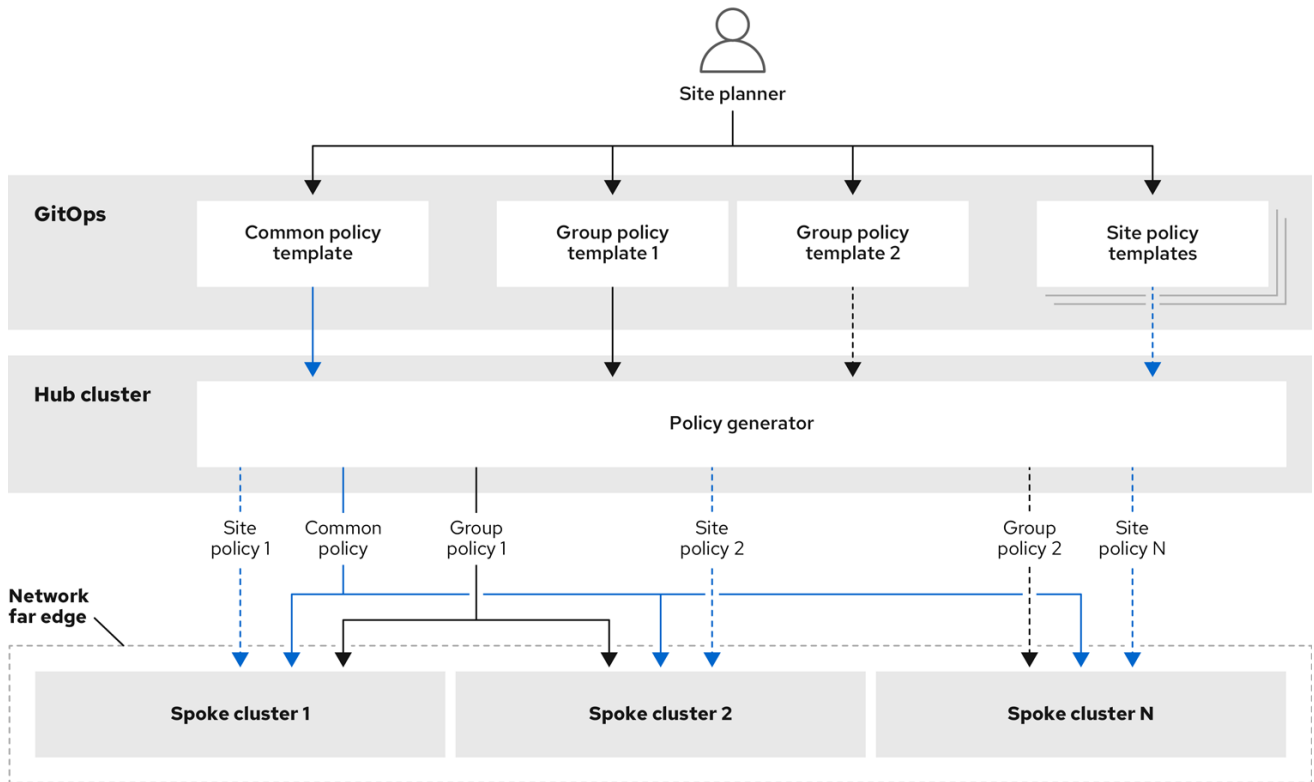 Site planner
GitOps
Common policy
template
Group policy
template 1
Group policy
template 2
Site policy
templates
Hub cluster
Policy generator
Site
policy 1
Common
policy
Group
policy 1
Site
policy 2
Group
policy 2
Site
policy N
Network
far edge
Spoke cluster 1
Spoke cluster 2
Spoke cluster N